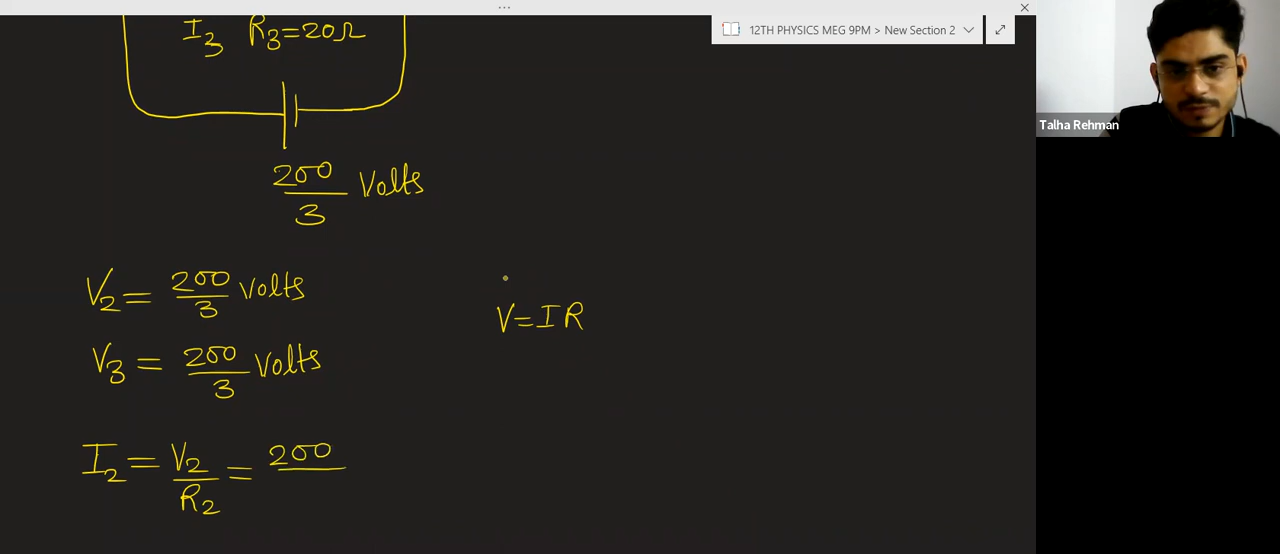 I₃ R₃=20Ω
12TH PHYSICS MEG 9PM > New Section 2
Talha Rehman
200/3 Volts
V₂ = 200/3 volts
V=IR
V₃ = 200/3 volts
I₂ = V₂/R₂ = 200